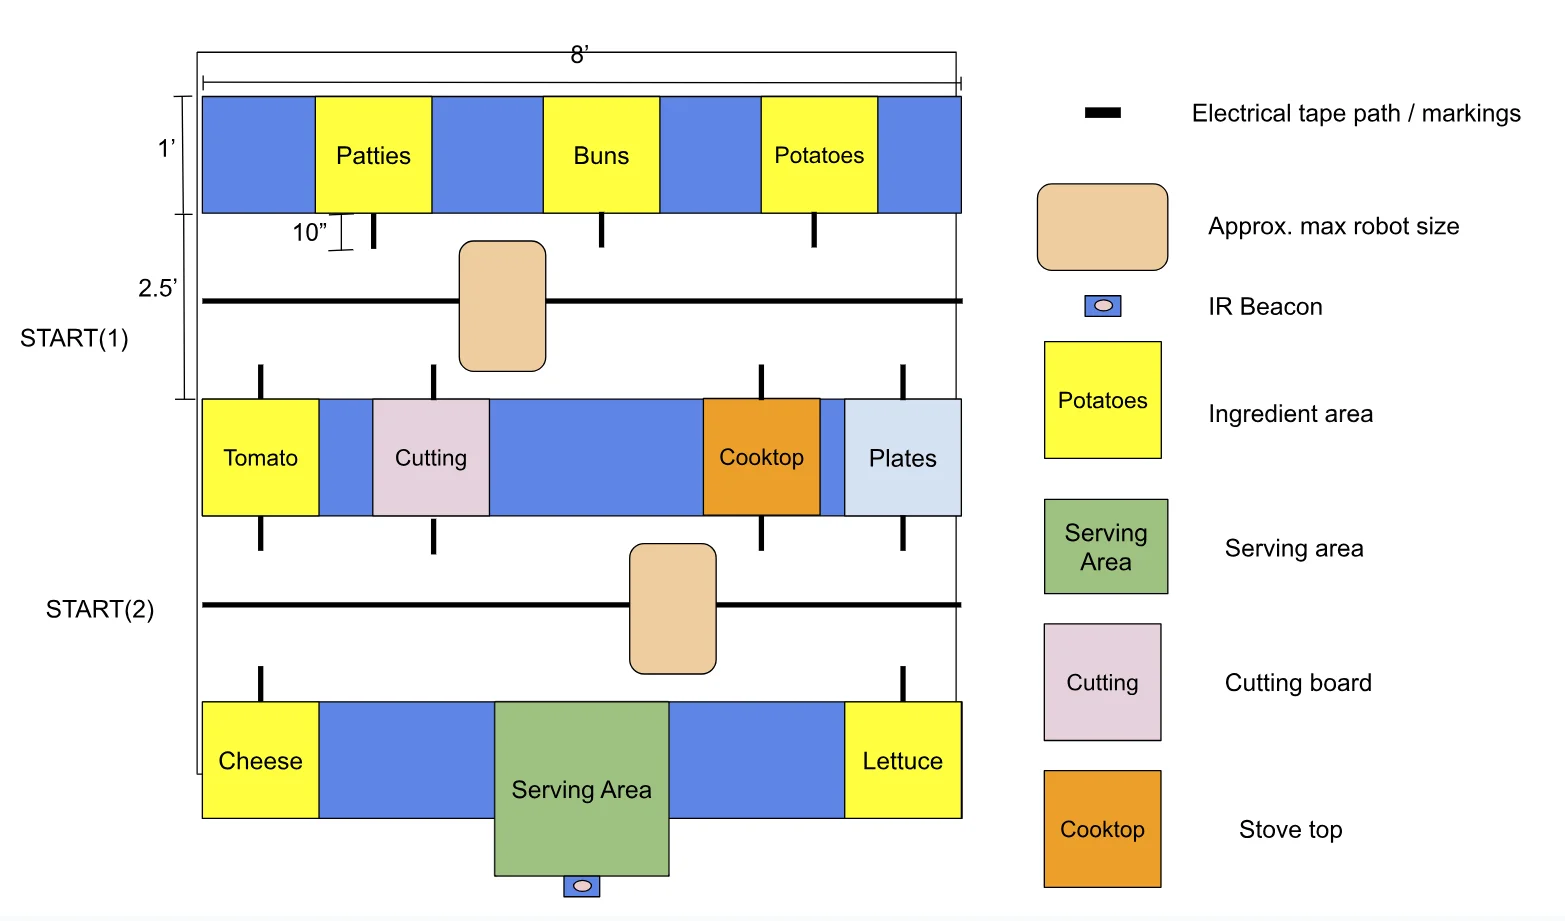 8’
1’
Patties
Buns
Potatoes
10”
2.5’
START(1)
Tomato
Cutting
Cooktop
Plates
START(2)
Cheese
Serving Area
Lettuce
Electrical tape path / markings
Approx. max robot size
IR Beacon
Potatoes
Ingredient area
Serving
Area
Serving area
Cutting
Cutting board
Cooktop
Stove top